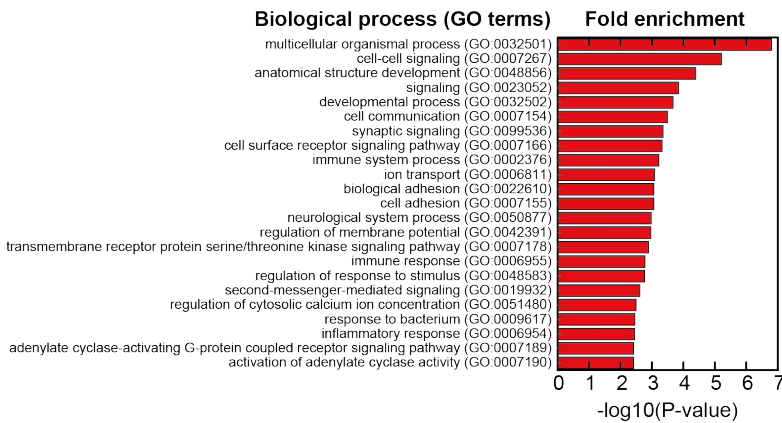 Biological process (GO terms) Fold enrichment
multicellular organismal process (GO:0032501)
cell-cell signaling (GO:0007267)
anatomical structure development (GO:0048856)
signaling (GO:0023052)
developmental process (GO:0032502)
cell communication (GO:0007154)
synaptic signaling (GO:0099536)
cell surface receptor signaling pathway (GO:0007166)
immune system process (GO:0002376)
ion transport (GO:0006811)
biological adhesion (GO:0022610)
cell adhesion (GO:0007155)
neurological system process (GO:0050877)
regulation of membrane potential (GO:0042391)
transmembrane receptor protein serine/threonine kinase signaling pathway (GO:0007178)
immune response (GO:0006955)
regulation of response to stimulus (GO:0048583)
second-messenger-mediated signaling (GO:0019932)
regulation of cytosolic calcium ion concentration (GO:0051480)
response to bacterium (GO:0009617)
inflammatory response (GO:0006954)
adenylate cyclase-activating G-protein coupled receptor signaling pathway (GO:0007189)
activation of adenylate cyclase activity (GO:0007190)
0 1 2 3 4 5 6 7
-log10(P-value)